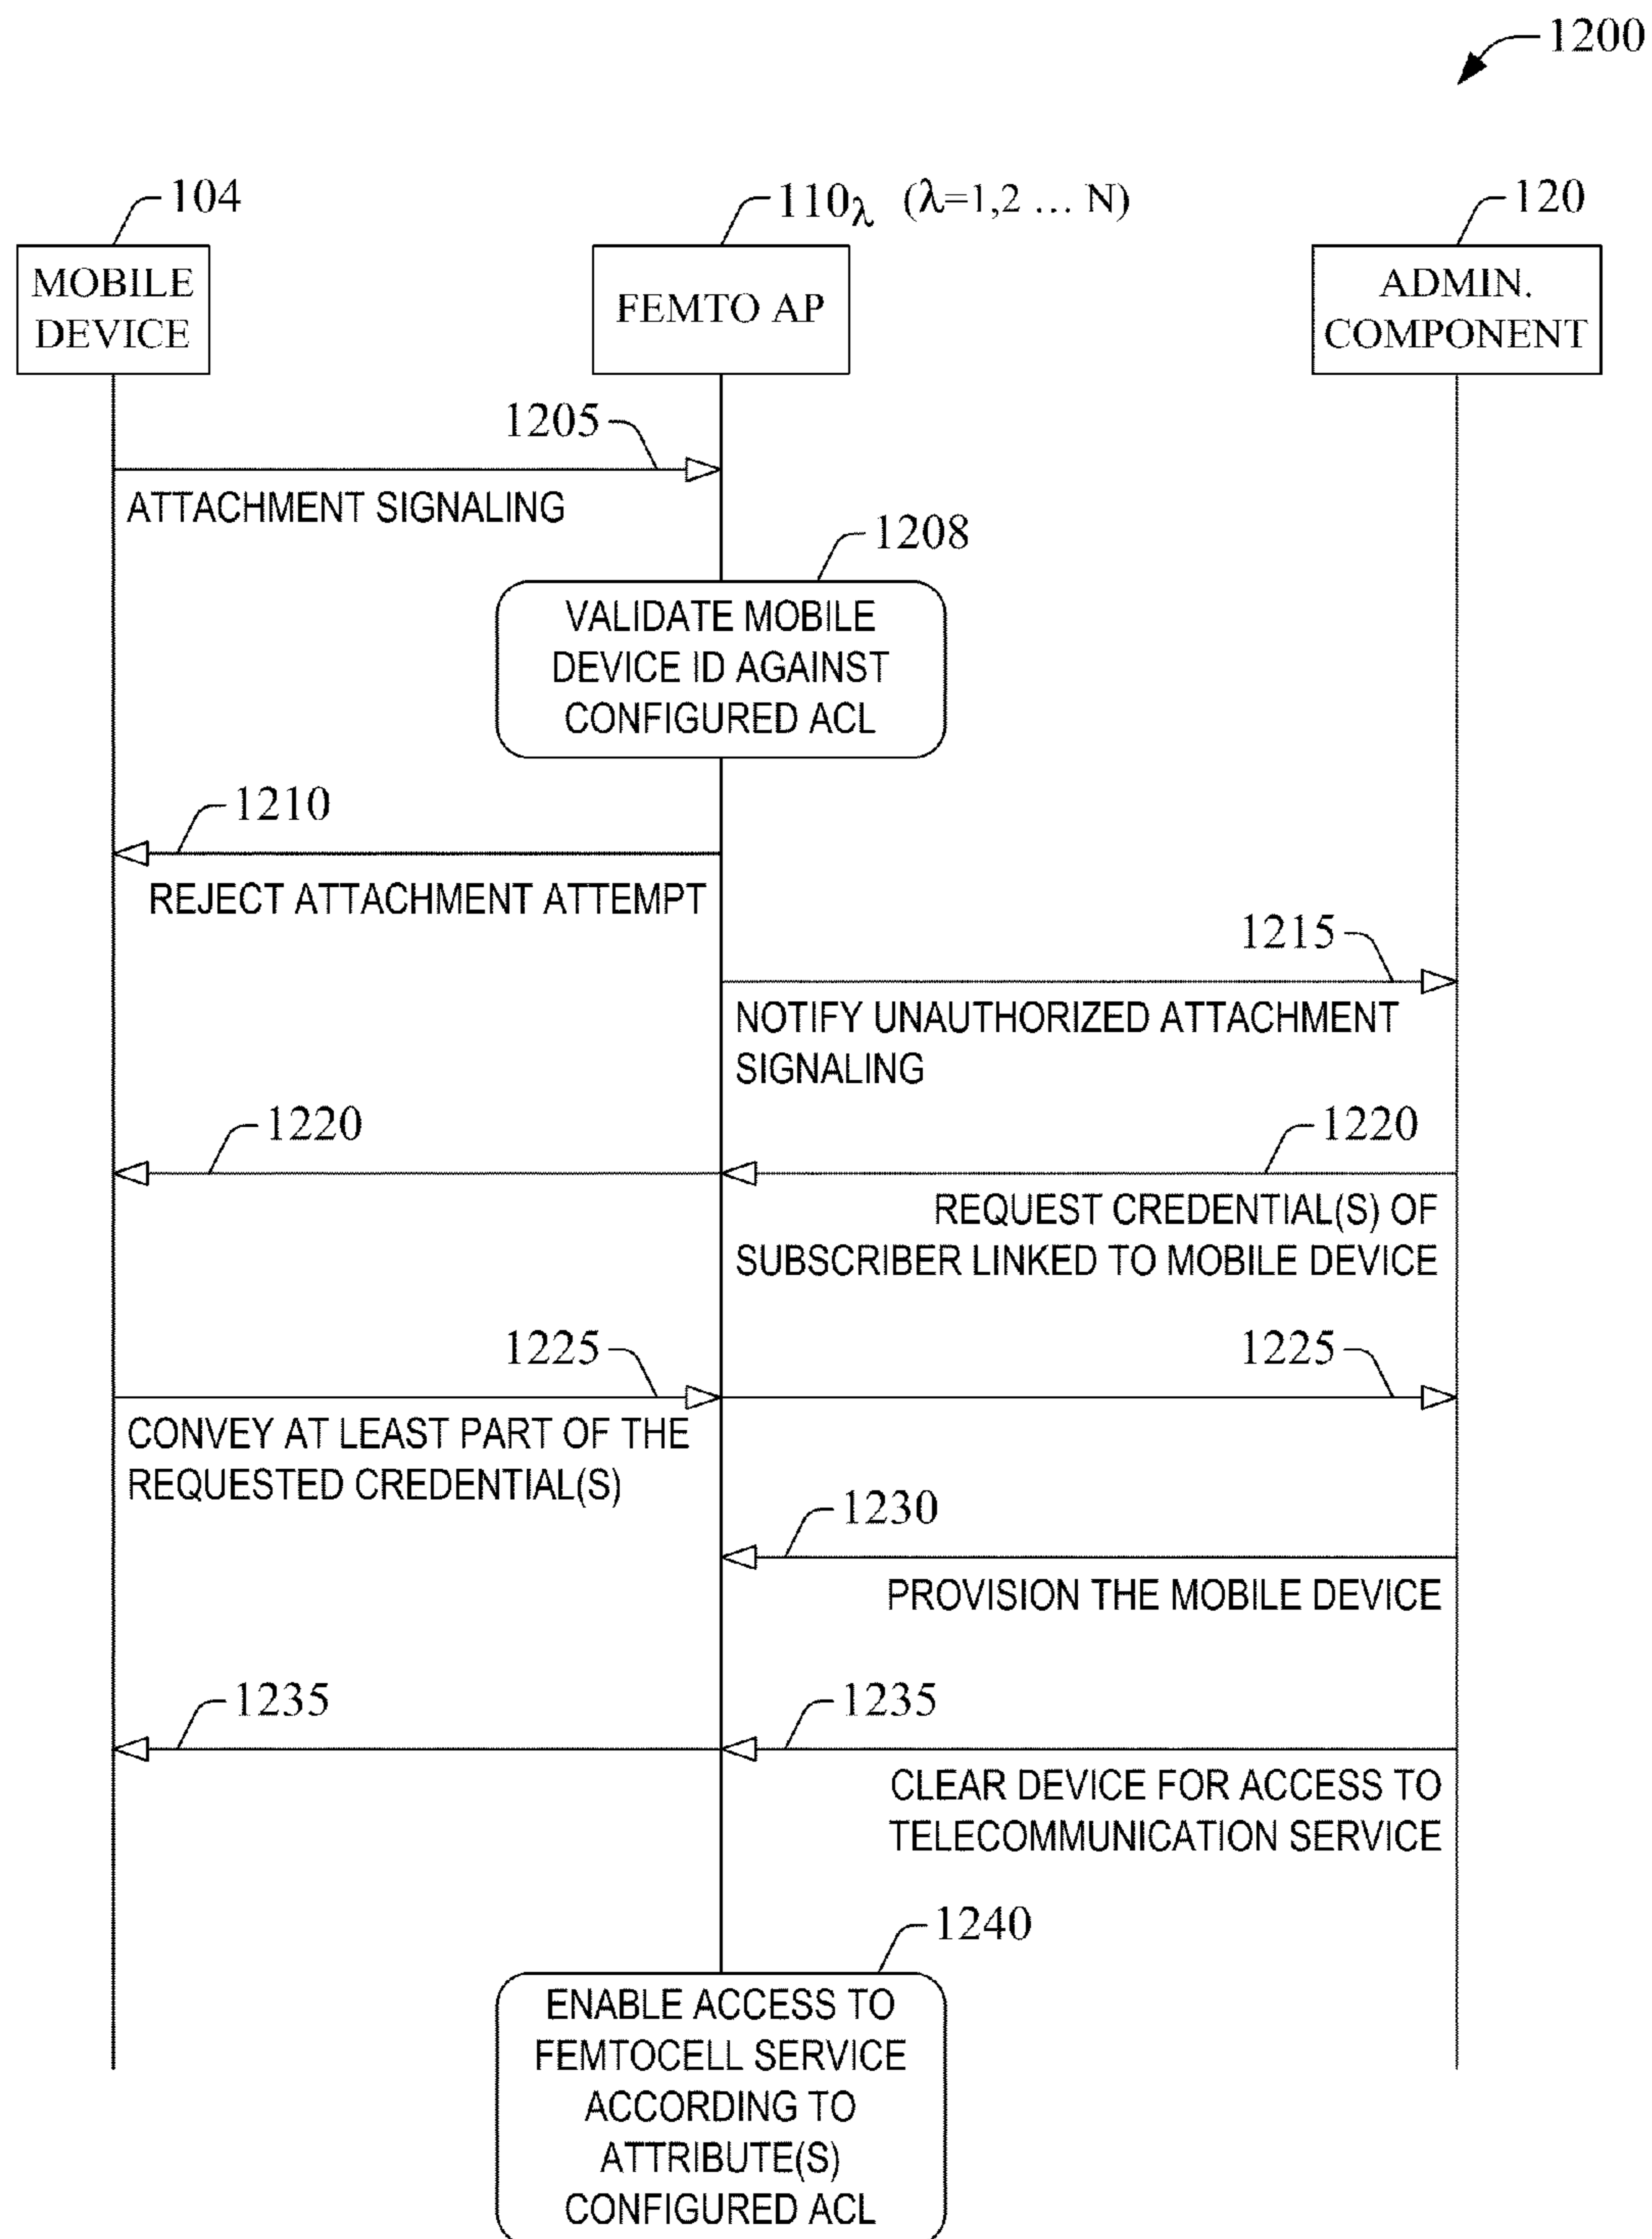 1200
104
110λ (λ=1,2 ... N)
120
MOBILE
DEVICE
FEMTO AP
ADMIN.
COMPONENT
1205
ATTACHMENT SIGNALING
1208
VALIDATE MOBILE
DEVICE ID AGAINST
CONFIGURED ACL
1210
REJECT ATTACHMENT ATTEMPT
1215
NOTIFY UNAUTHORIZED ATTACHMENT
SIGNALING
1220
1220
REQUEST CREDENTIAL(S) OF
SUBSCRIBER LINKED TO MOBILE DEVICE
1225
1225
CONVEY AT LEAST PART OF THE
REQUESTED CREDENTIAL(S)
1230
PROVISION THE MOBILE DEVICE
1235
1235
CLEAR DEVICE FOR ACCESS TO
TELECOMMUNICATION SERVICE
1240
ENABLE ACCESS TO
FEMTOCELL SERVICE
ACCORDING TO
ATTRIBUTE(S)
CONFIGURED ACL